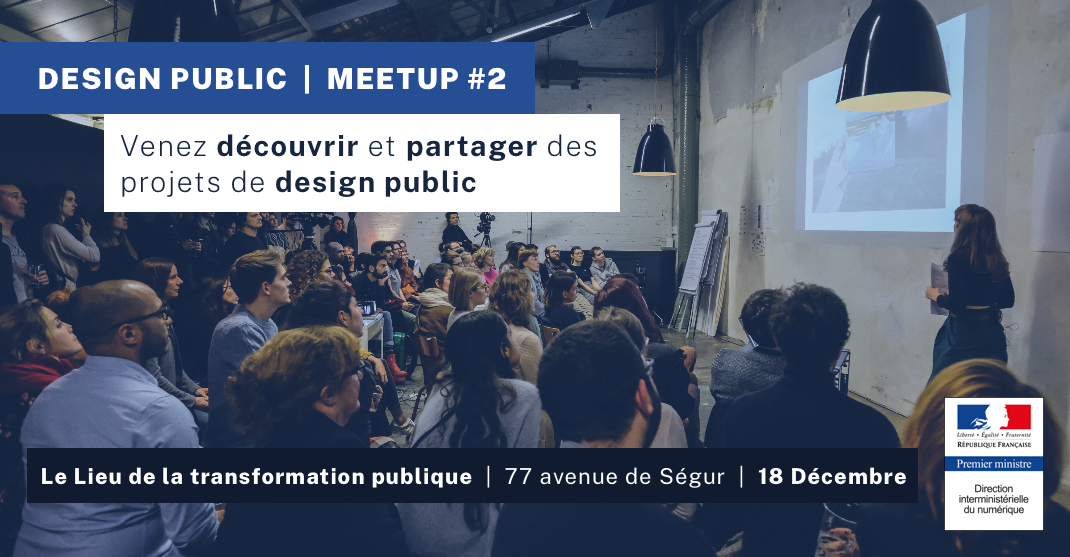 DESIGN PUBLIC | MEETUP #2
Venez découvrir et partager des
projets de design public
Le Lieu de la transformation publique | 77 avenue de Ségur | 18 Décembre
Liberté • Égalité • Fraternité
RÉPUBLIQUE FRANÇAISE
Premier ministre
Direction
interministérielle
du numérique